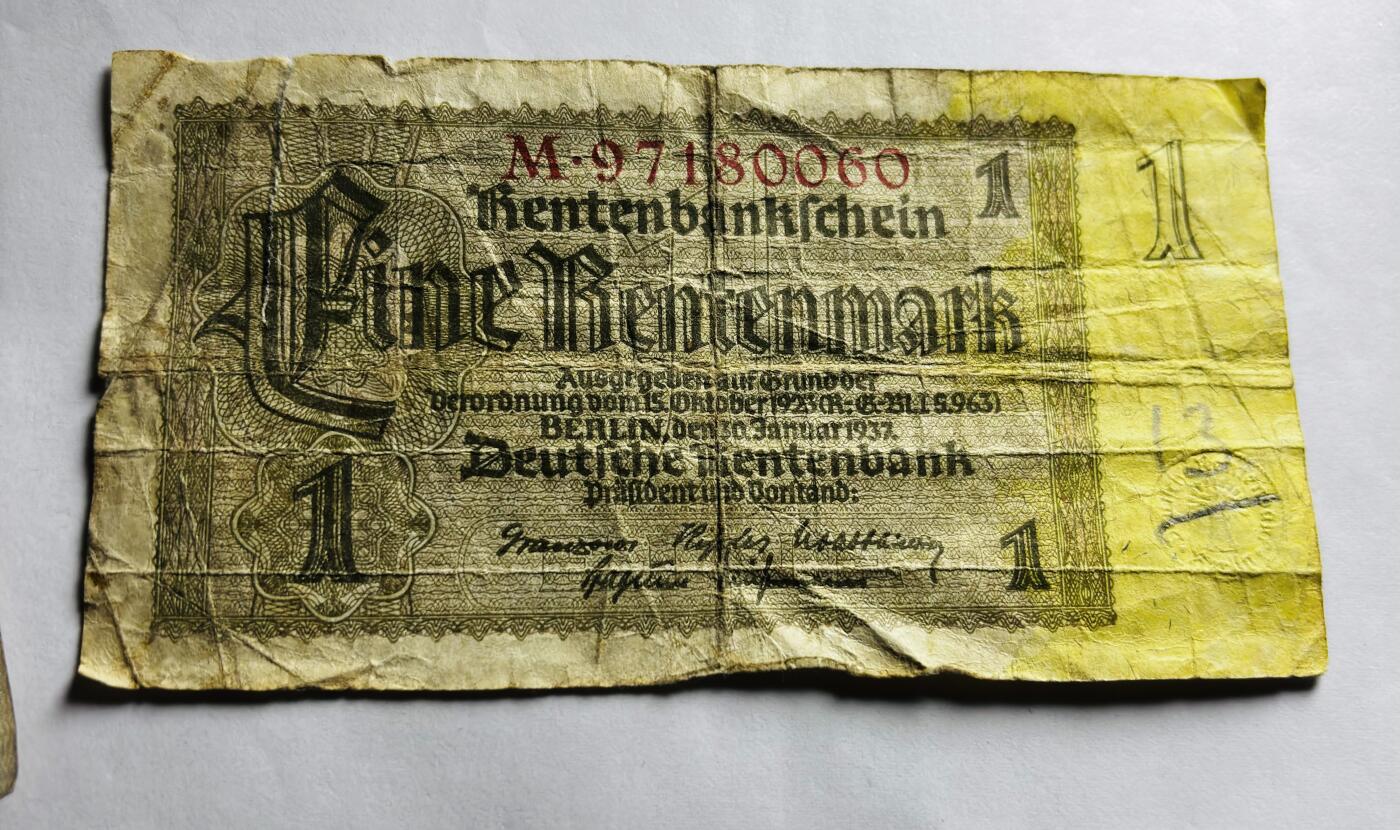 M·97180060
1
1
Rentenbankschein
Eine Rentenmark
Ausgegeben auf Grund der
Verordnung vom 15. Oktober 1923 (R.-G.-Bl. I S. 963)
BERLIN, den 30. Januar 1937.
Deutsche Rentenbank
Präsident und Vorstand:
1
1
13